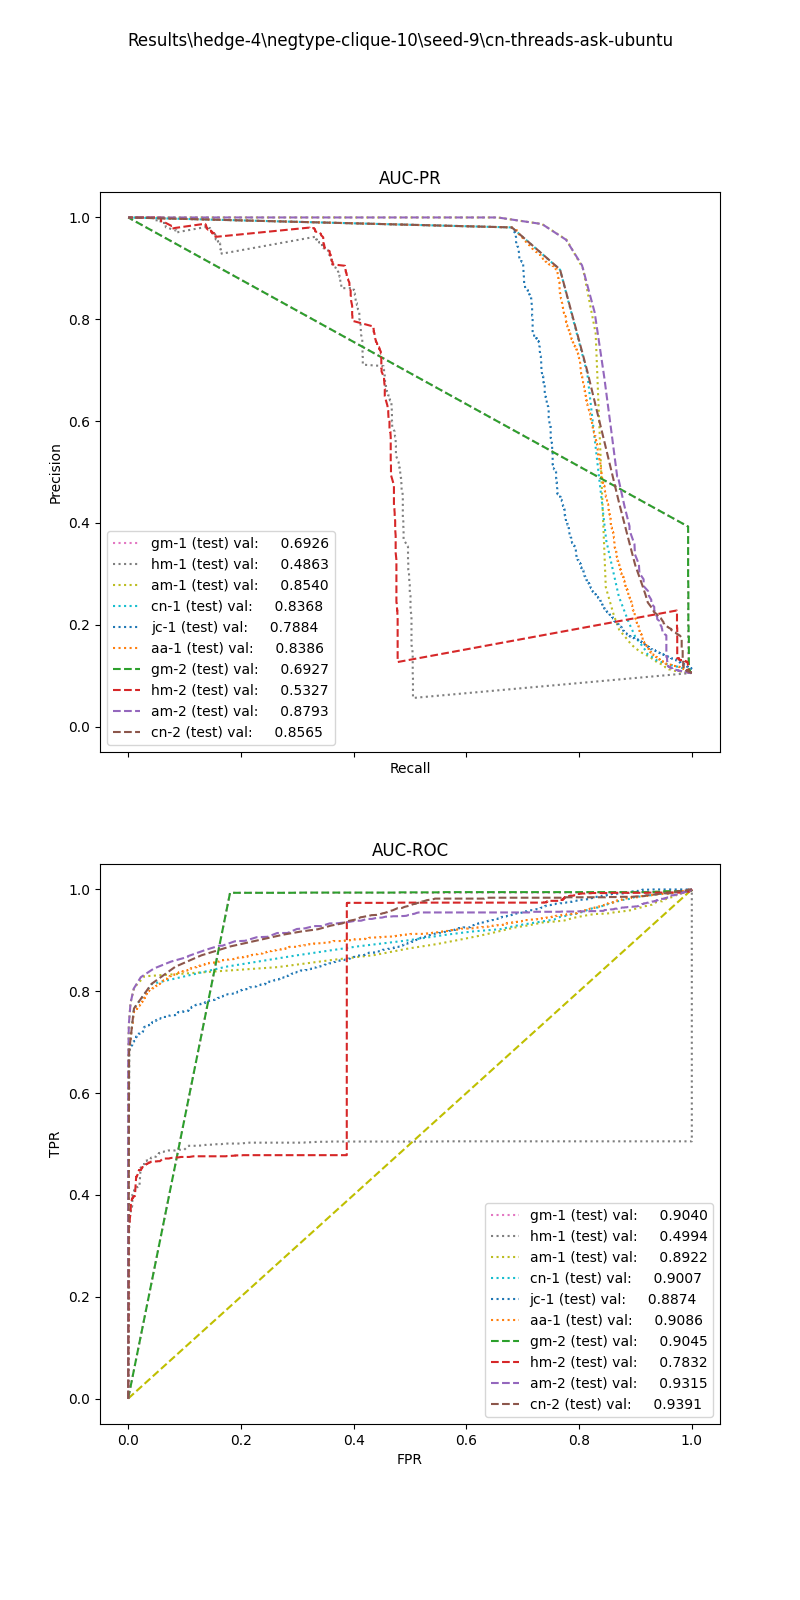 Results\hedge-4\negtype-clique-10\seed-9\cn-threads-ask-ubuntu
AUC-PR
1.0
0.8
0.6
0.4
0.2
0.0
Precision
gm-1 (test) val: 0.6926
hm-1 (test) val: 0.4863
am-1 (test) val: 0.8540
cn-1 (test) val: 0.8368
jc-1 (test) val: 0.7884
aa-1 (test) val: 0.8386
gm-2 (test) val: 0.6927
hm-2 (test) val: 0.5327
am-2 (test) val: 0.8793
cn-2 (test) val: 0.8565
Recall
AUC-ROC
1.0
0.8
0.6
0.4
0.2
0.0
TPR
gm-1 (test) val: 0.9040
hm-1 (test) val: 0.4994
am-1 (test) val: 0.8922
cn-1 (test) val: 0.9007
jc-1 (test) val: 0.8874
aa-1 (test) val: 0.9086
gm-2 (test) val: 0.9045
hm-2 (test) val: 0.7832
am-2 (test) val: 0.9315
cn-2 (test) val: 0.9391
0.0 0.2 0.4 0.6 0.8 1.0
FPR